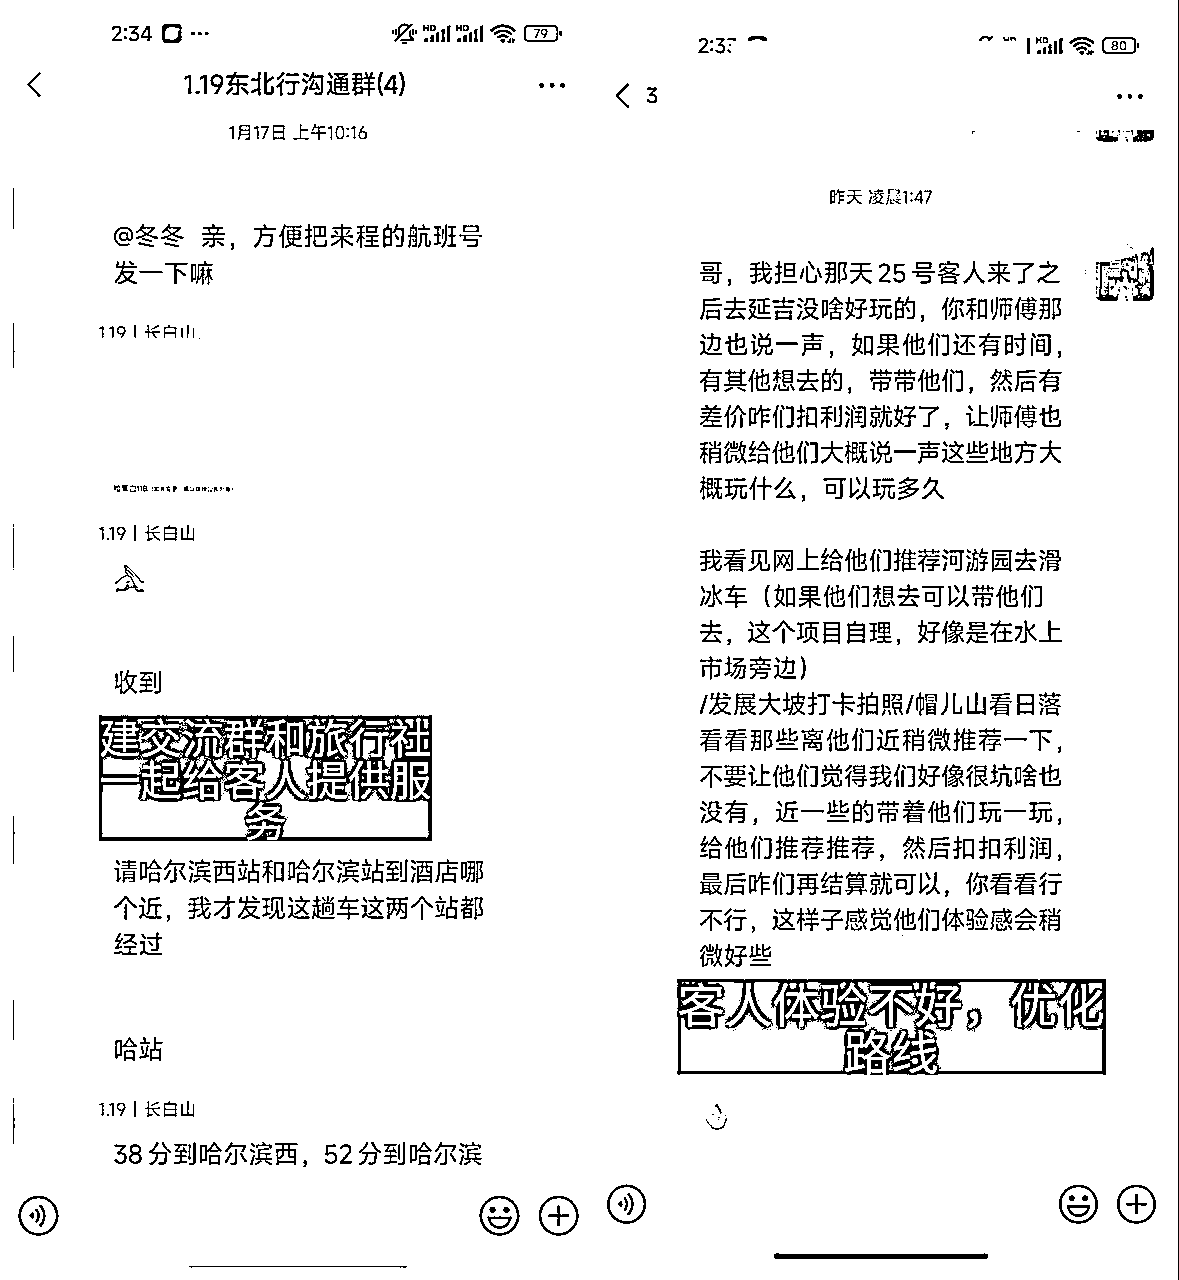 2:34
79
1.19东北行沟通群(4)
1月17日 上午10:16
@冬冬 亲，方便把来程的航班号
发一下嘛
1.19 | 长白山
1.19 | 长白山
收到
建交流群和旅行社
一起给客人提供服
务
请哈尔滨西站和哈尔滨站到酒店哪
个近，我才发现这趟车这两个站都
经过
哈站
1.19 | 长白山
38分到哈尔滨西，52分到哈尔滨
80
3
昨天 凌晨1:47
哥，我担心那天25号客人来了之
后去延吉没啥好玩的，你和师傅那
边也说一声，如果他们还有时间，
有其他想去的，带带他们，然后有
差价咋们扣利润就好了，让师傅也
稍微给他们大概说一声这些地方大
概玩什么，可以玩多久
我看见网上给他们推荐河游园去滑
冰车（如果他们想去可以带他们
去，这个项目自理，好像是在水上
市场旁边）
/发展大坡打卡拍照/帽儿山看日落
看看那些离他们近稍微推荐一下，
不要让他们觉得我们好像很坑啥也
没有，近一些的带着他们玩一玩，
给他们推荐推荐，然后扣扣利润，
最后咋们再结算就可以，你看看行
不行，这样子感觉他们体验感会稍
微好些
客人体验不好，优化
路线